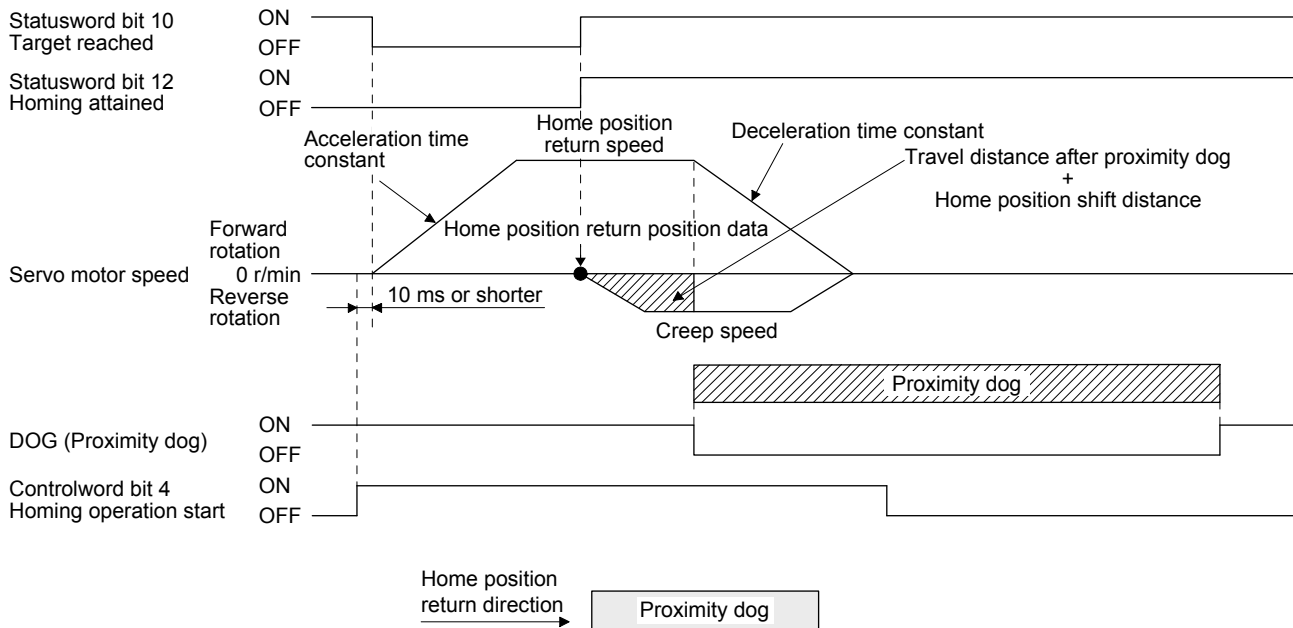 Statusword bit 10
Target reached
ON
OFF
Statusword bit 12
Homing attained
ON
OFF
Acceleration time
constant
Home position
return speed
Deceleration time constant
Travel distance after proximity dog
+
Home position shift distance
Home position return position data
Servo motor speed
Forward
rotation
0 r/min
Reverse
rotation
10 ms or shorter
Creep speed
Proximity dog
DOG (Proximity dog)
ON
OFF
Controlword bit 4
Homing operation start
ON
OFF
Home position
return direction
Proximity dog